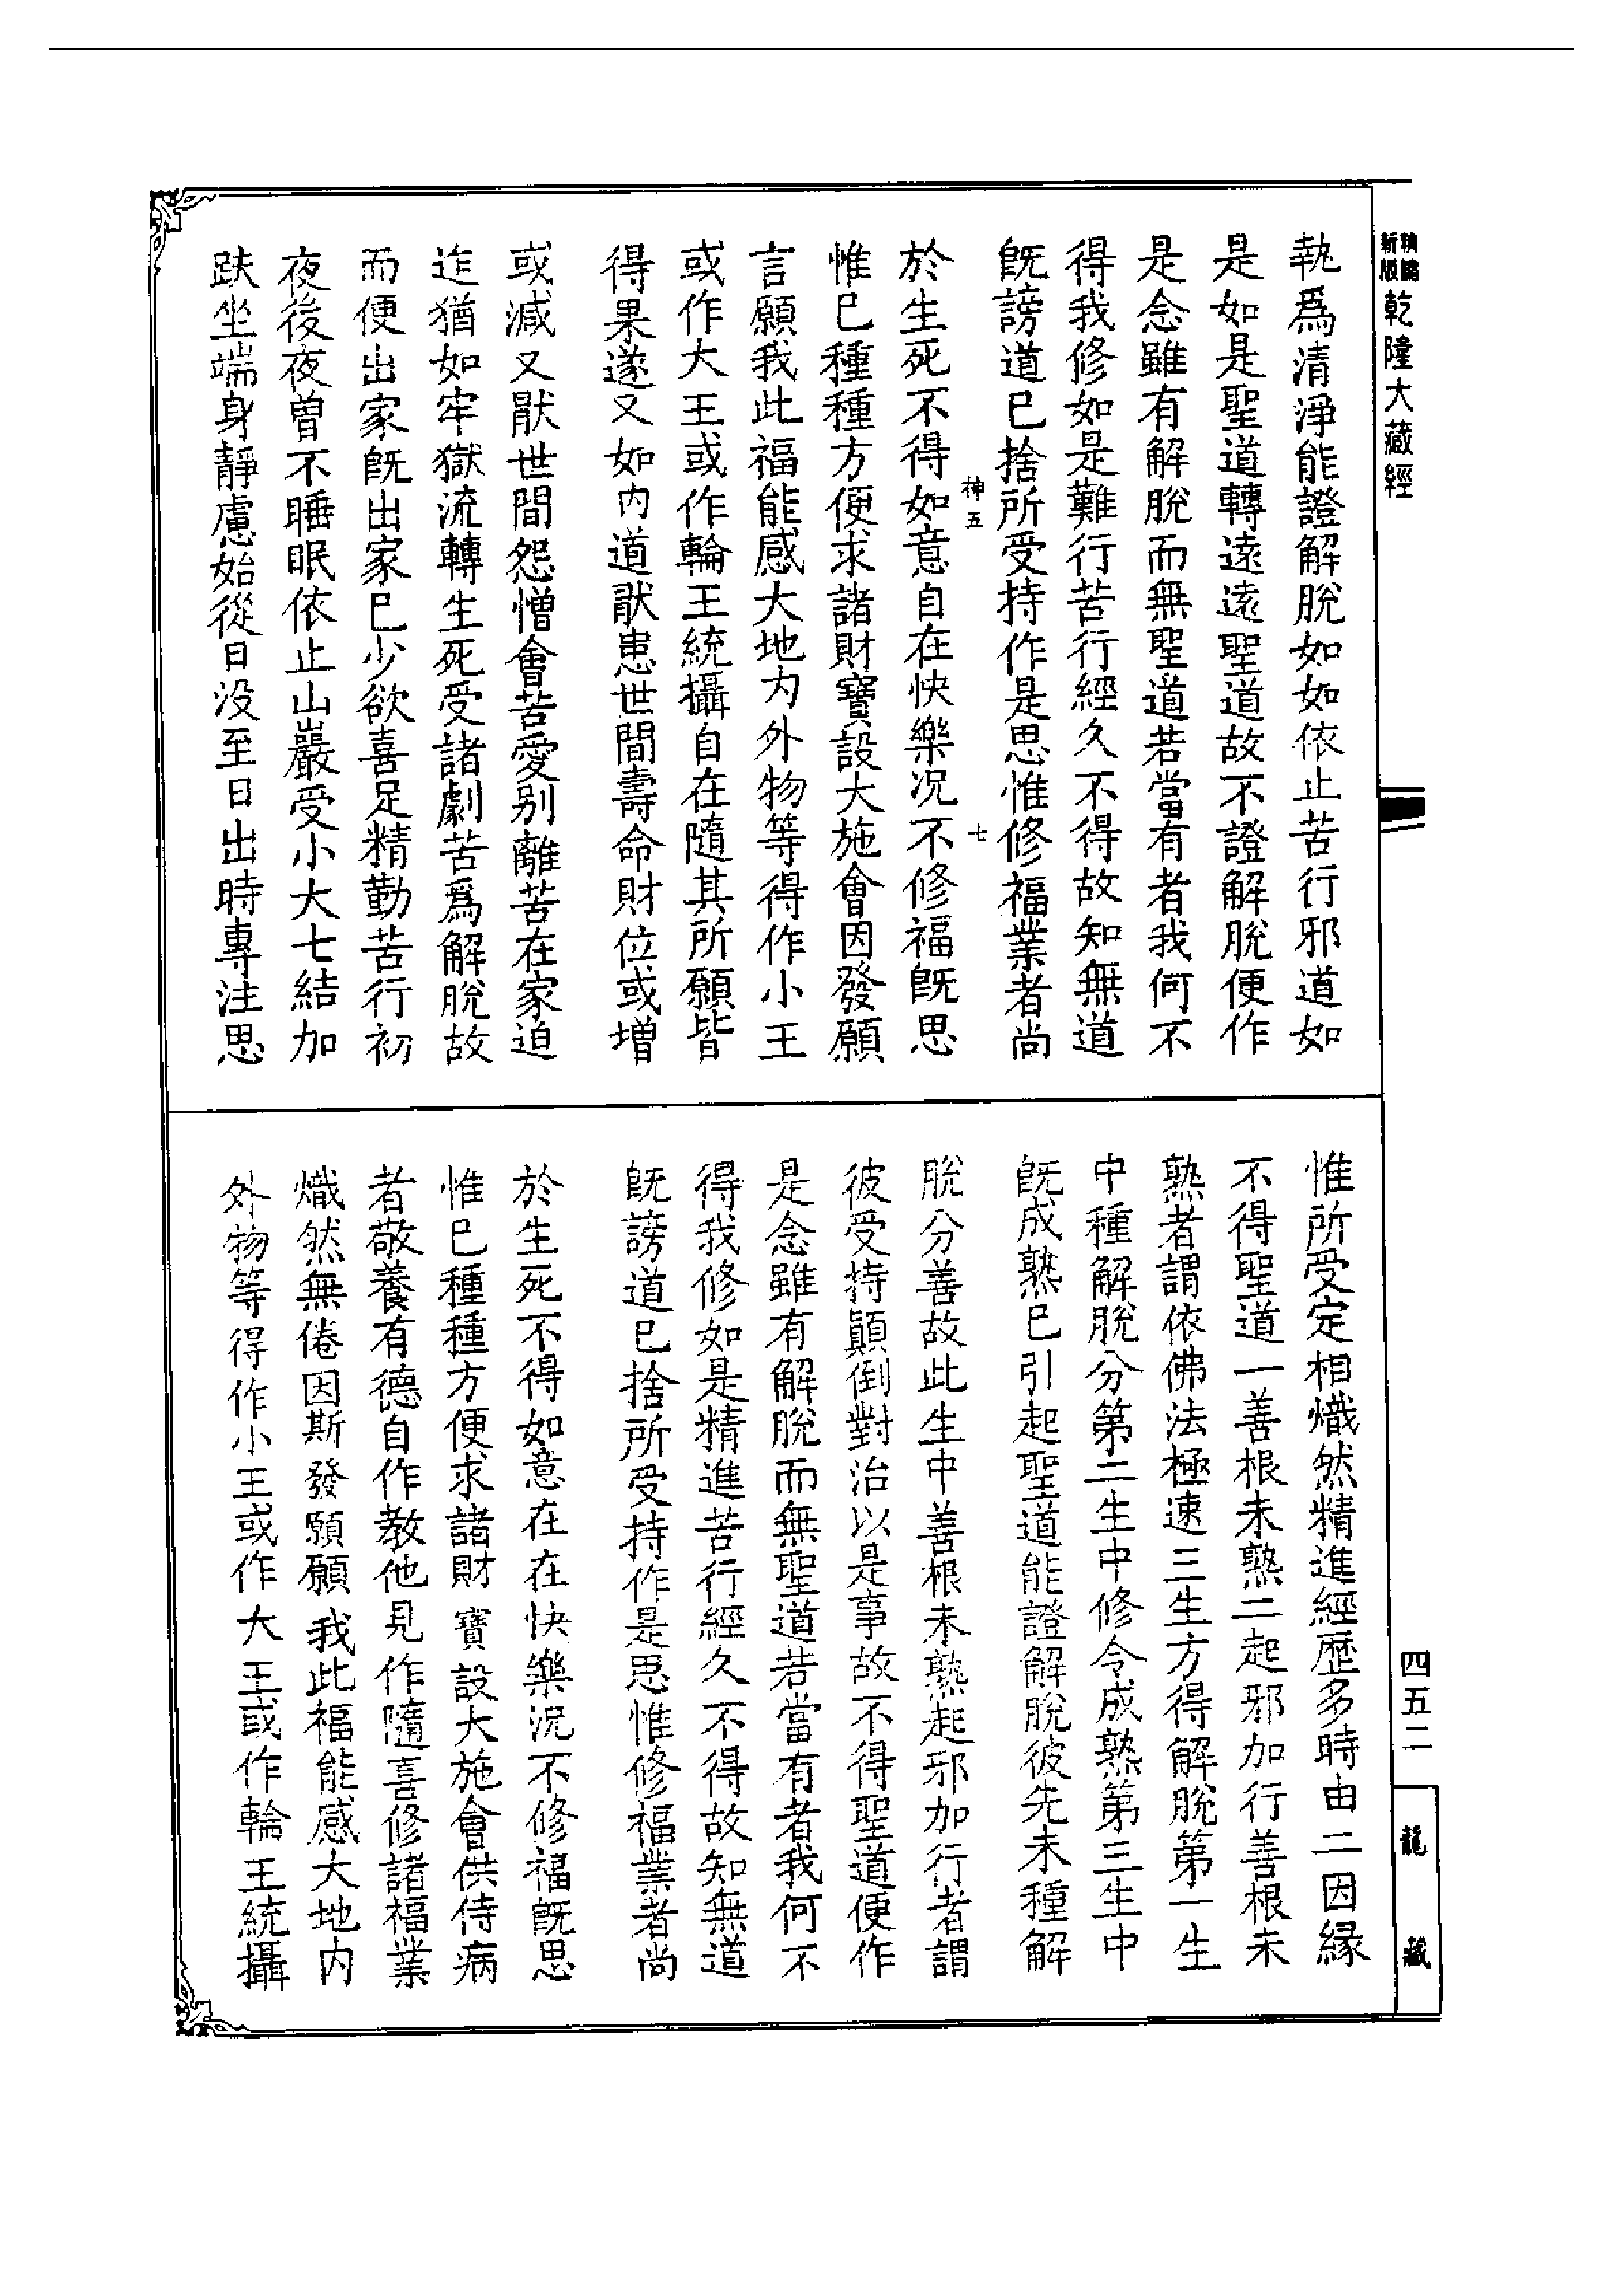 精圖新版乾隆大藏經
執爲清淨能證解脫如如依止苦行邪道如
是如是聖道轉遠遠聖道故不證解脫便作
是念雖有解脫而無聖道若當有者我何不
得我修如是難行苦行經久不得故知無道
旣謗道已捨所受持作是思惟修福業者尚
神五 七
於生死不得如意自在快樂况不修福旣思
惟已種種方便求諸財寶設大施會因發願
言願我此福能感大地內外物等得作小王
或作大王或作輪王統攝自在隨其所願皆
得果遂又如內道猒患世間壽命財位或增
或減又猒世間怨憎會苦愛別離苦在家迫
迮猶如牢獄流轉生死受諸劇苦爲解脫故
而便出家旣出家已少欲喜足精勤苦行初
夜後夜曾不睡眠依止山巖受小大七結加
趺坐端身靜慮始從日没至日出時專注思
惟所受定相熾然精進經歷多時由二因緣
不得聖道一善根未熟二起邪加行善根未
熟者謂依佛法極速三生方得解脫第一生
中種解脫分第二生中修令成熟第三生中
旣成熟已引起聖道能證解脫彼先未種解
脫分善故此生中善根未熟起邪加行者謂
彼受持顚倒對治以是事故不得聖道便作
是念雖有解脫而無聖道若當有者我何不
得我修如是精進苦行經久不得故知無道
旣謗道已捨所受持作是思惟修福業者尚
於生死不得如意在在快樂況不修福旣思
惟已種種方便求諸財寶設大施會供侍病
者敬養有德自作教他見作隨喜修諸福業
熾然無倦因斯發願願我此福能感大地內
外物等得作小王或作大王或作輪王統攝
四五二
龍藏